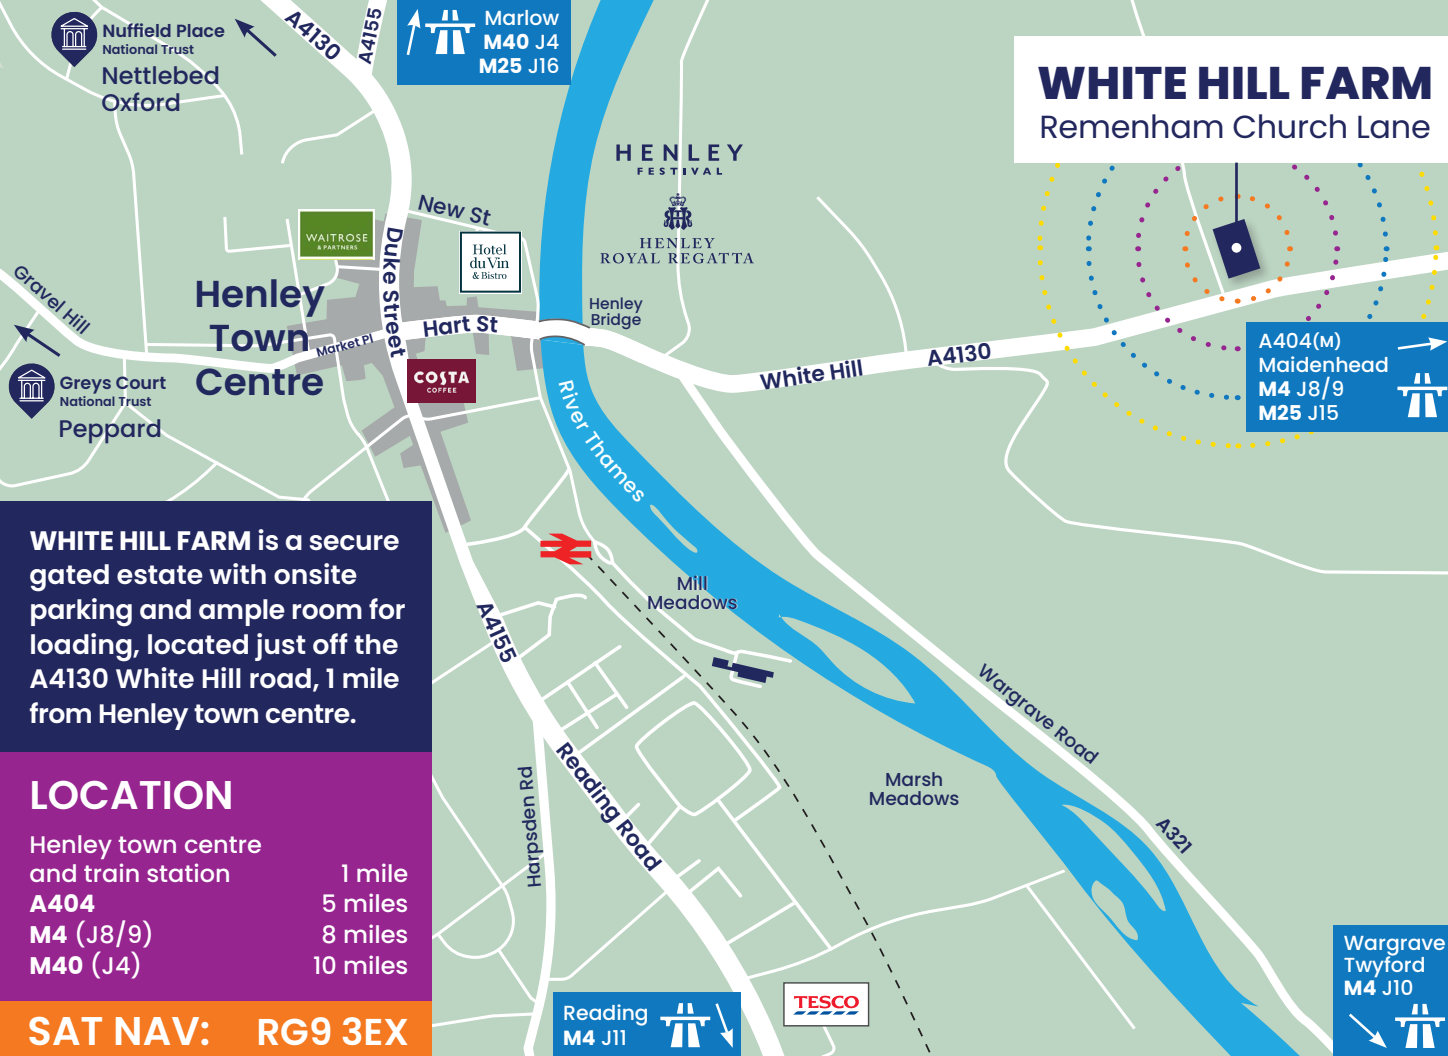 Nuffield Place
National Trust
Nettlebed
Oxford
A4130
A4155
Marlow
M40 J4
M25 J16
WHITE HILL FARM
Remenham Church Lane
HENLEY
FESTIVAL
HENLEY
ROYAL REGATTA
New St
WAITROSE
& PARTNERS
Duke Street
Hotel
du Vin
& Bistro
Gravel Hill
Henley
Town
Centre
Henley
Bridge
Hart St
Market Pl
White Hill
A4130
A404(M)
Maidenhead
M4 J8/9
M25 J15
Greys Court
National Trust
Peppard
COSTA
COFFEE
River Thames
WHITE HILL FARM is a secure
gated estate with onsite
parking and ample room for
loading, located just off the
A4130 White Hill road, 1 mile
from Henley town centre.
Mill
Meadows
A4155
Wargrave Road
Marsh
Meadows
A321
Reading Road
Harpsden Rd
LOCATION
Henley town centre
and train station 1 mile
A404 5 miles
M4 (J8/9) 8 miles
M40 (J4) 10 miles
SAT NAV: RG9 3EX
Reading
M4 J11
TESCO
Wargrave
Twyford
M4 J10